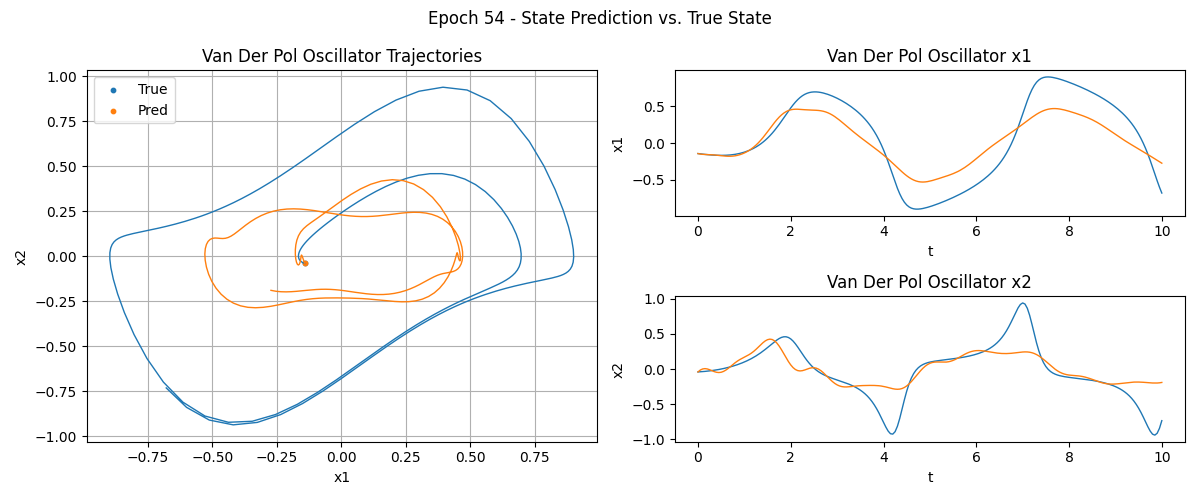 Epoch 54 - State Prediction vs. True State
Van Der Pol Oscillator Trajectories
1.00
0.75
0.50
0.25
0.00
−0.25
−0.50
−0.75
−1.00
x2
True
Pred
−0.75 −0.50 −0.25 0.00 0.25 0.50 0.75
x1
Van Der Pol Oscillator x1
0.5
0.0
−0.5
x1
0 2 4 6 8 10
t
Van Der Pol Oscillator x2
1.0
0.5
0.0
−0.5
−1.0
x2
0 2 4 6 8 10
t